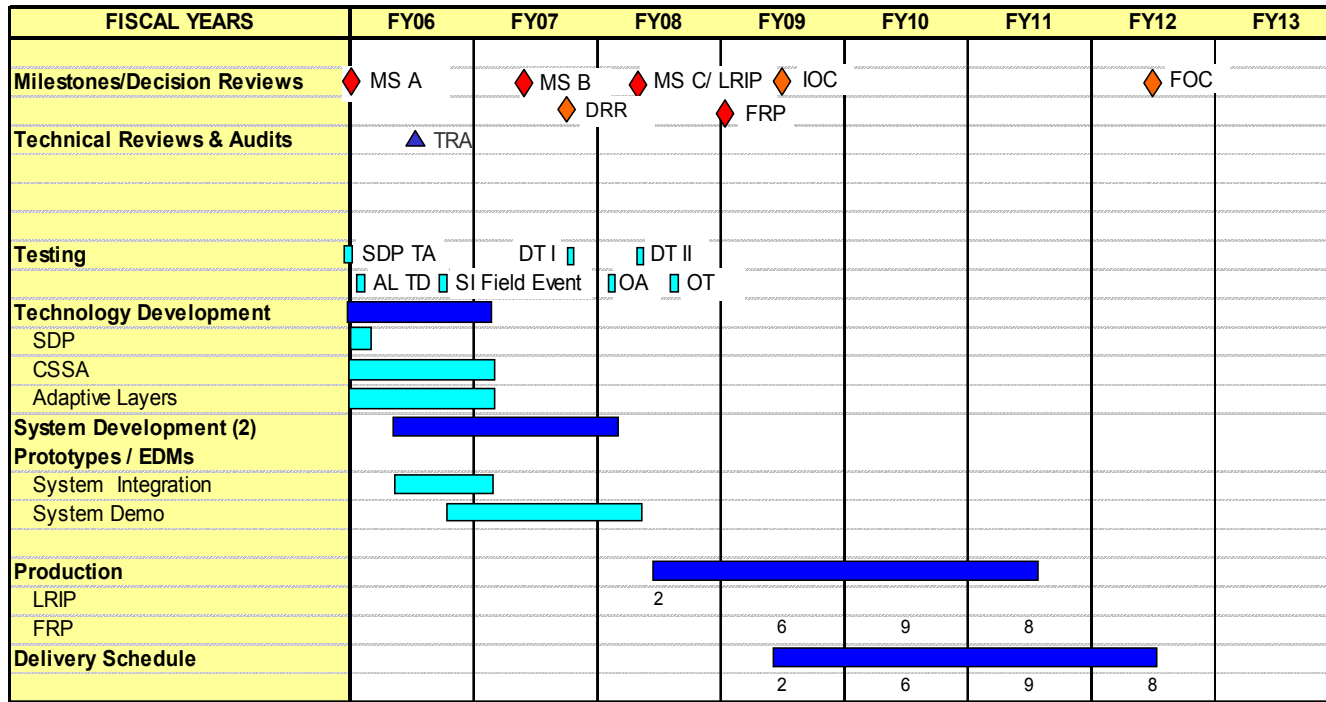 FISCAL YEARS FY06 FY07 FY08 FY09 FY10 FY11 FY12 FY13
Milestones/Decision Reviews MS A MS B MS C/ LRIP IOC FOC
DRR FRP
Technical Reviews & Audits TRA
Testing SDP TA DT I DT II
AL TD SI Field Event OA OT
Technology Development
SDP
CSSA
Adaptive Layers
System Development (2)
Prototypes / EDMs
System Integration
System Demo
Production
LRIP 2
FRP 6 9 8
Delivery Schedule
2 6 9 8